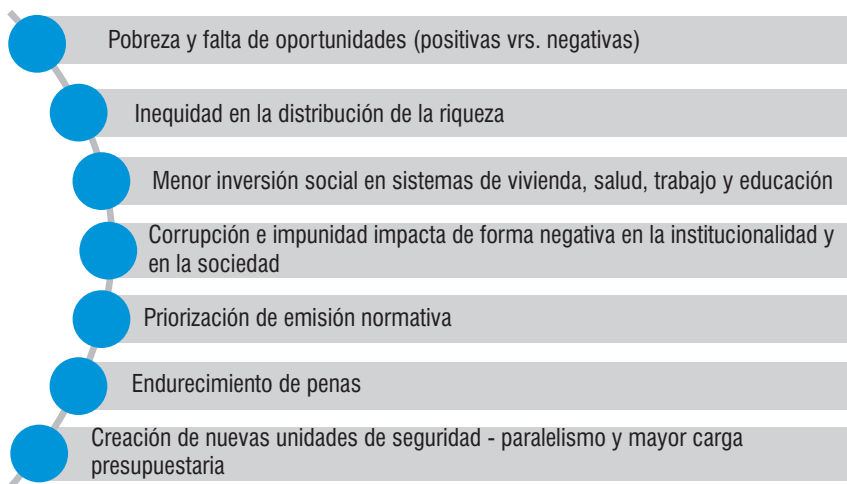 Pobreza y falta de oportunidades (positivas vrs. negativas)
Inequidad en la distribución de la riqueza
Menor inversión social en sistemas de vivienda, salud, trabajo y educación
Corrupción e impunidad impacta de forma negativa en la institucionalidad y
en la sociedad
Priorización de emisión normativa
Endurecimiento de penas
Creación de nuevas unidades de seguridad - paralelismo y mayor carga
presupuestaria